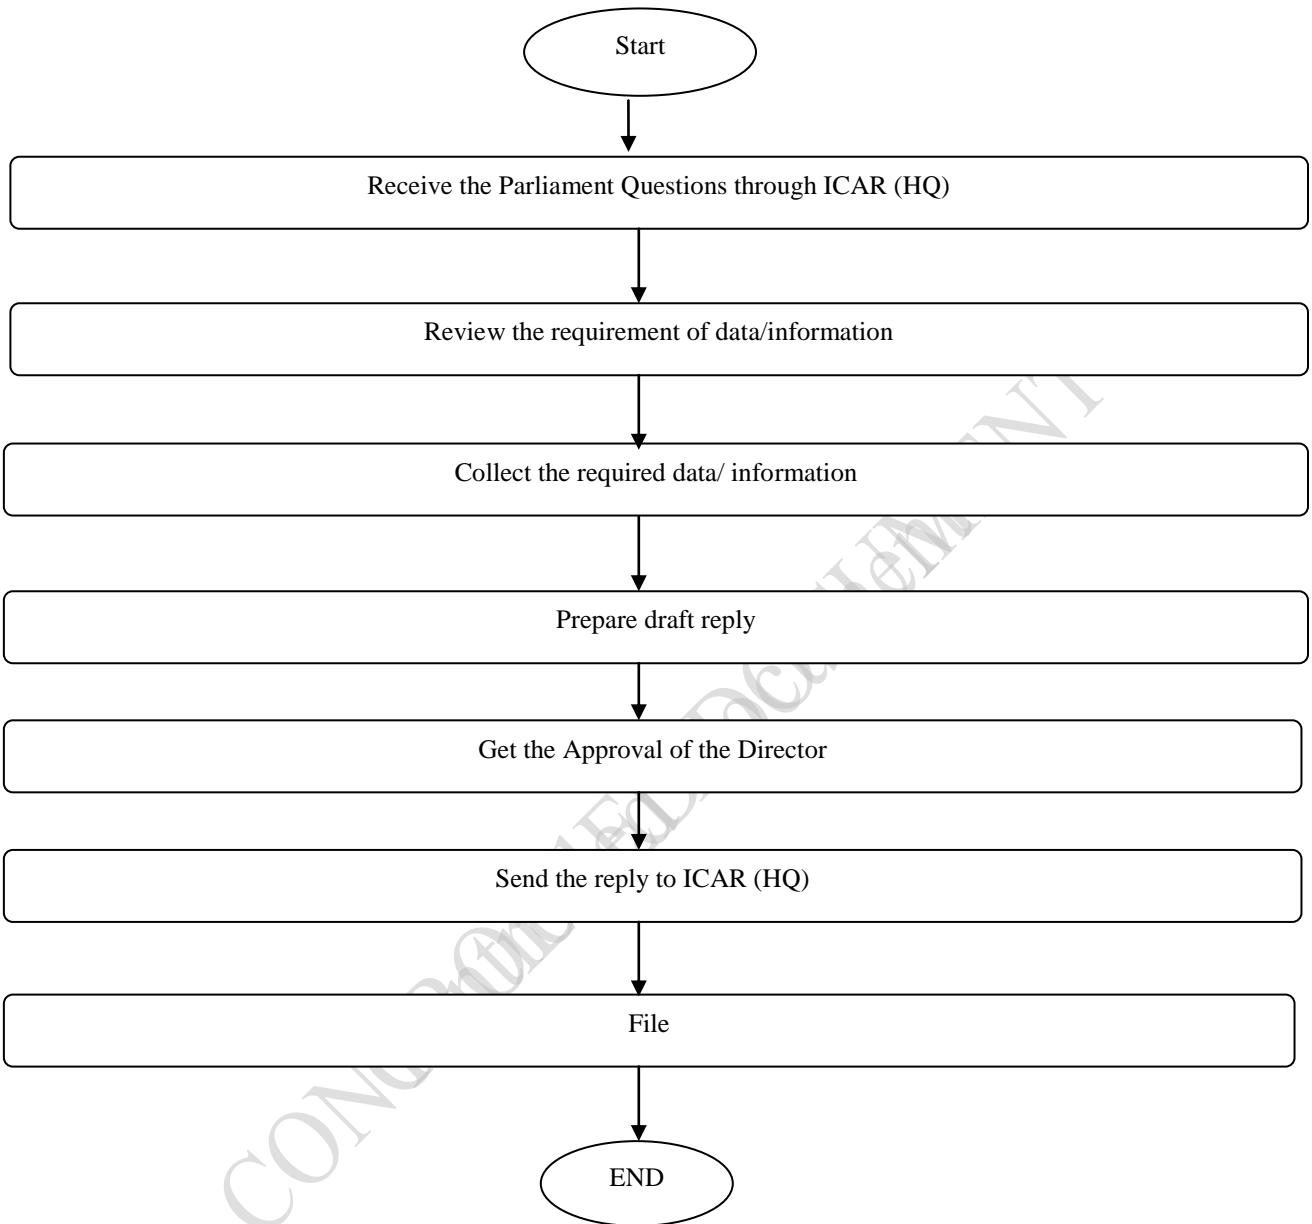 Start
Receive the Parliament Questions through ICAR (HQ)
Review the requirement of data/information
Collect the required data/ information
Prepare draft reply
Get the Approval of the Director
Send the reply to ICAR (HQ)
File
END